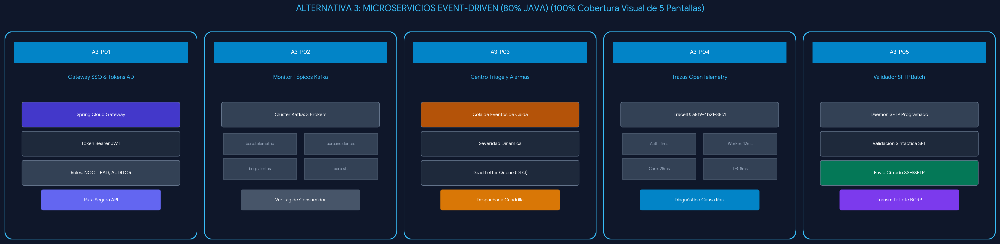 ALTERNATIVA 3: MICROSERVICIOS EVENT-DRIVEN (80% JAVA) (100% Cobertura Visual de 5 Pantallas)
A3-P01
Gateway SSO & Tokens AD
Spring Cloud Gateway
Token Bearer JWT
Roles: NOC_LEAD, AUDITOR
Ruta Segura API
A3-P02
Monitor Tópicos Kafka
Cluster Kafka: 3 Brokers
bcrp.telemetria
bcrp.incidentes
bcrp.alertas
bcrp.sft
Ver Lag de Consumidor
A3-P03
Centro Triage y Alarmas
Cola de Eventos de Caída
Severidad Dinámica
Dead Letter Queue (DLQ)
Despachar a Cuadrilla
A3-P04
Trazas OpenTelemetry
TraceID: a8f9-4b21-88c1
Auth: 5ms
Worker: 12ms
Core: 25ms
DB: 8ms
Diagnóstico Causa Raíz
A3-P05
Validador SFTP Batch
Daemon SFTP Programado
Validación Sintáctica SFT
Envío Cifrado SSH/SFTP
Transmitir Lote BCRP